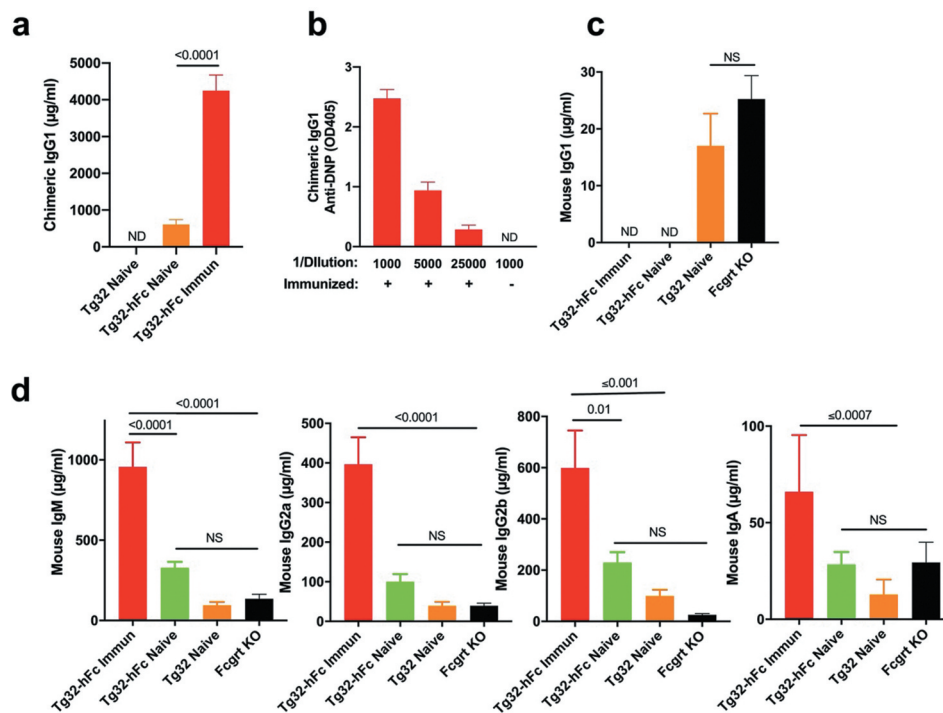 a
Chimeric IgG1 (µg/ml)
5000
4000
3000
2000
1000
0
<0.0001
ND
Tg32 Naive
Tg32-hFc Naive
Tg32-hFc Immun
b
Chimeric IgG1
Anti-DNP (OD405)
3
2
1
0
ND
1/DIlution: 1000 5000 25000 1000
Immunized: + + + -
c
Mouse IgG1 (µg/ml)
30
20
10
0
NS
ND ND
Tg32-hFc Immun
Tg32-hFc Naive
Tg32 Naive
Fcgrt KO
d
Mouse IgM (µg/ml)
1000
500
0
<0.0001
<0.0001
NS
Tg32-hFc Immun
Tg32-hFc Naive
Tg32 Naive
Fcgrt KO
Mouse IgG2a (µg/ml)
500
400
300
200
100
0
<0.0001
NS
Tg32-hFc Immun
Tg32-hFc Naive
Tg32 Naive
Fcgrt KO
Mouse IgG2b (µg/ml)
800
600
400
200
0
≤0.001
0.01
NS
Tg32-hFc Immun
Tg32-hFc Naive
Tg32 Naive
Fcgrt KO
Mouse IgA (µg/ml)
100
50
0
≤0.0007
NS
Tg32-hFc Immun
Tg32-hFc Naive
Tg32 Naive
Fcgrt KO